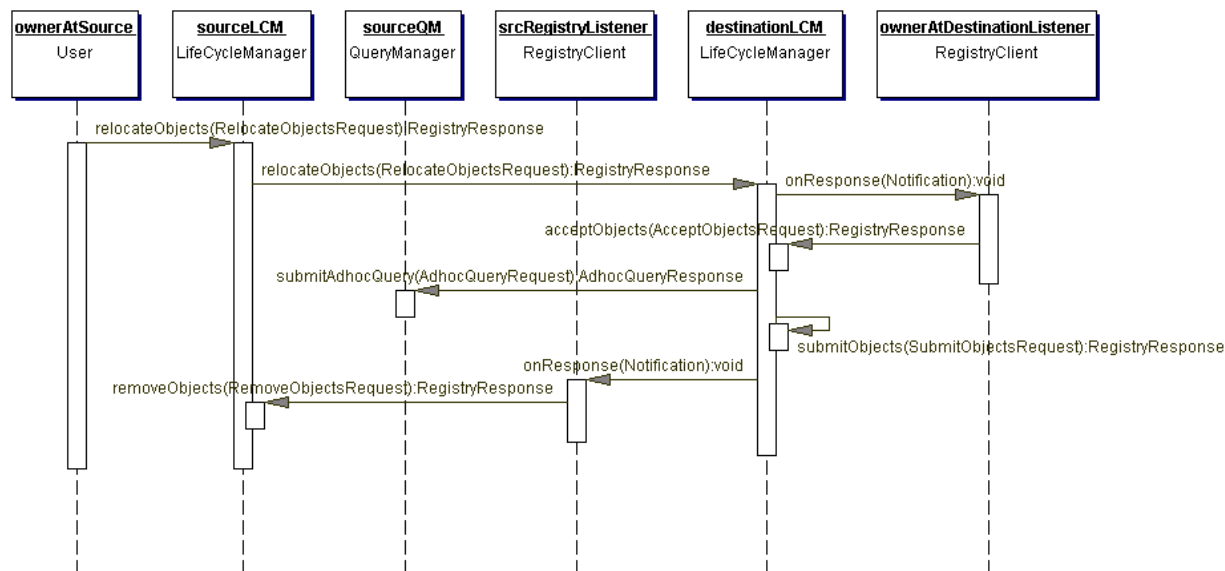 ownerAtSource
User
sourceLCM
LifeCycleManager
sourceQM
QueryManager
srcRegistryListener
RegistryClient
destinationLCM
LifeCycleManager
ownerAtDestinationListener
RegistryClient
relocateObjects(RelocateObjectsRequest):RegistryResponse
relocateObjects(RelocateObjectsRequest):RegistryResponse
onResponse(Notification):void
acceptObjects(AcceptObjectsRequest):RegistryResponse
submitAdhocQuery(AdhocQueryRequest):AdhocQueryResponse
submitObjects(SubmitObjectsRequest):RegistryResponse
onResponse(Notification):void
removeObjects(RemoveObjectsRequest):RegistryResponse